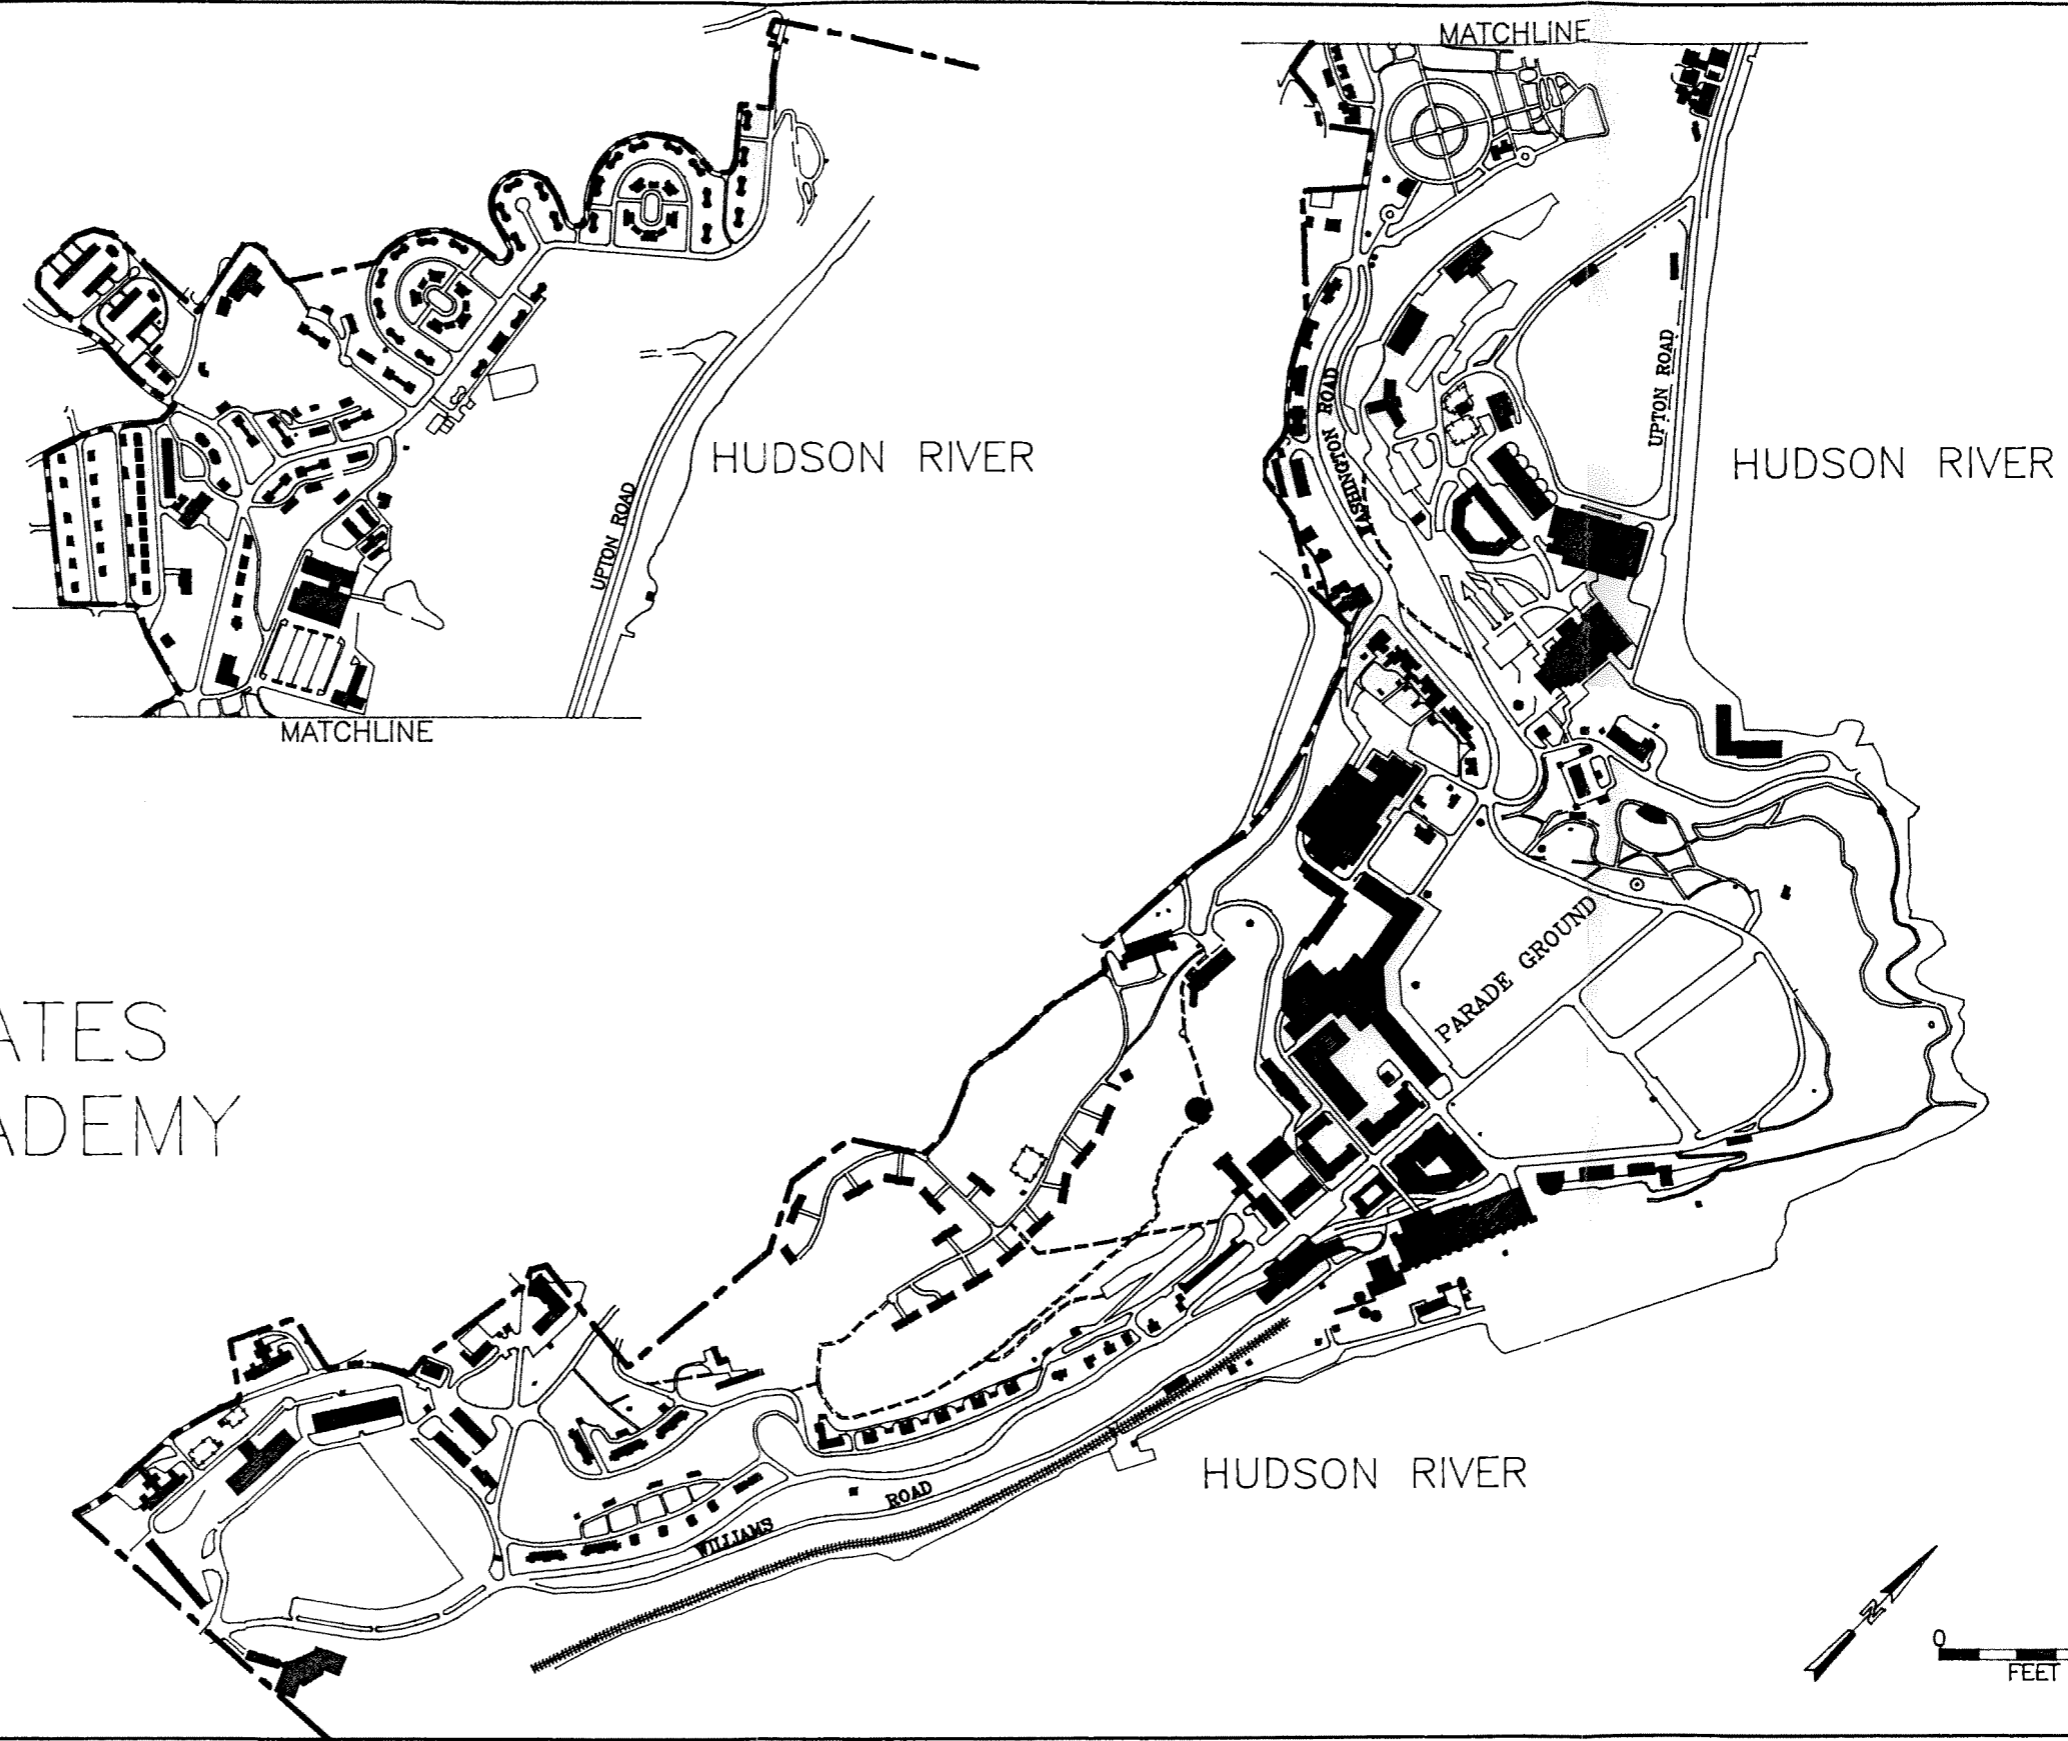 MATCHLINE
HUDSON RIVER
UPTON ROAD
MATCHLINE
HUDSON RIVER
UPTON ROAD
WASHINGTON ROAD
PARADE GROUND
ATES
ADEMY
HUDSON RIVER
WILLIAMS ROAD
N
0
FEET